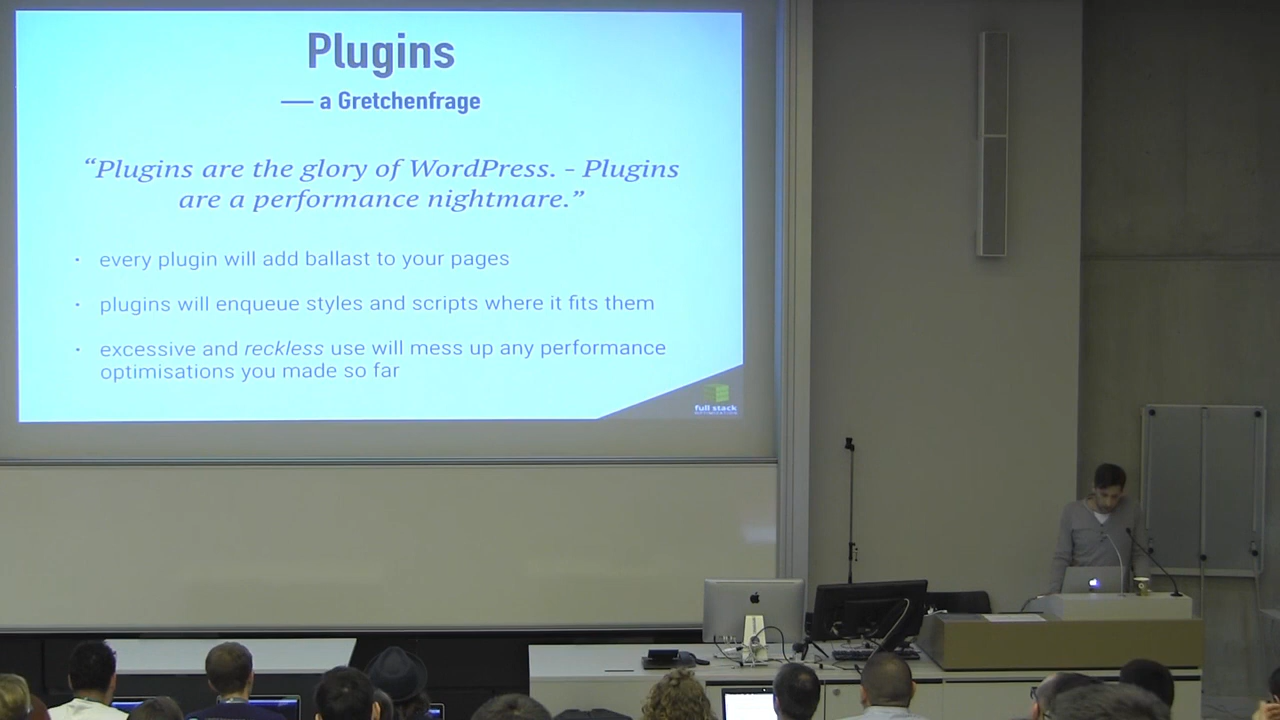 Plugins
— a Gretchenfrage
“Plugins are the glory of WordPress. - Plugins
are a performance nightmare.”
· every plugin will add ballast to your pages
· plugins will enqueue styles and scripts where it fits them
· excessive and reckless use will mess up any performance
optimisations you made so far
full stack